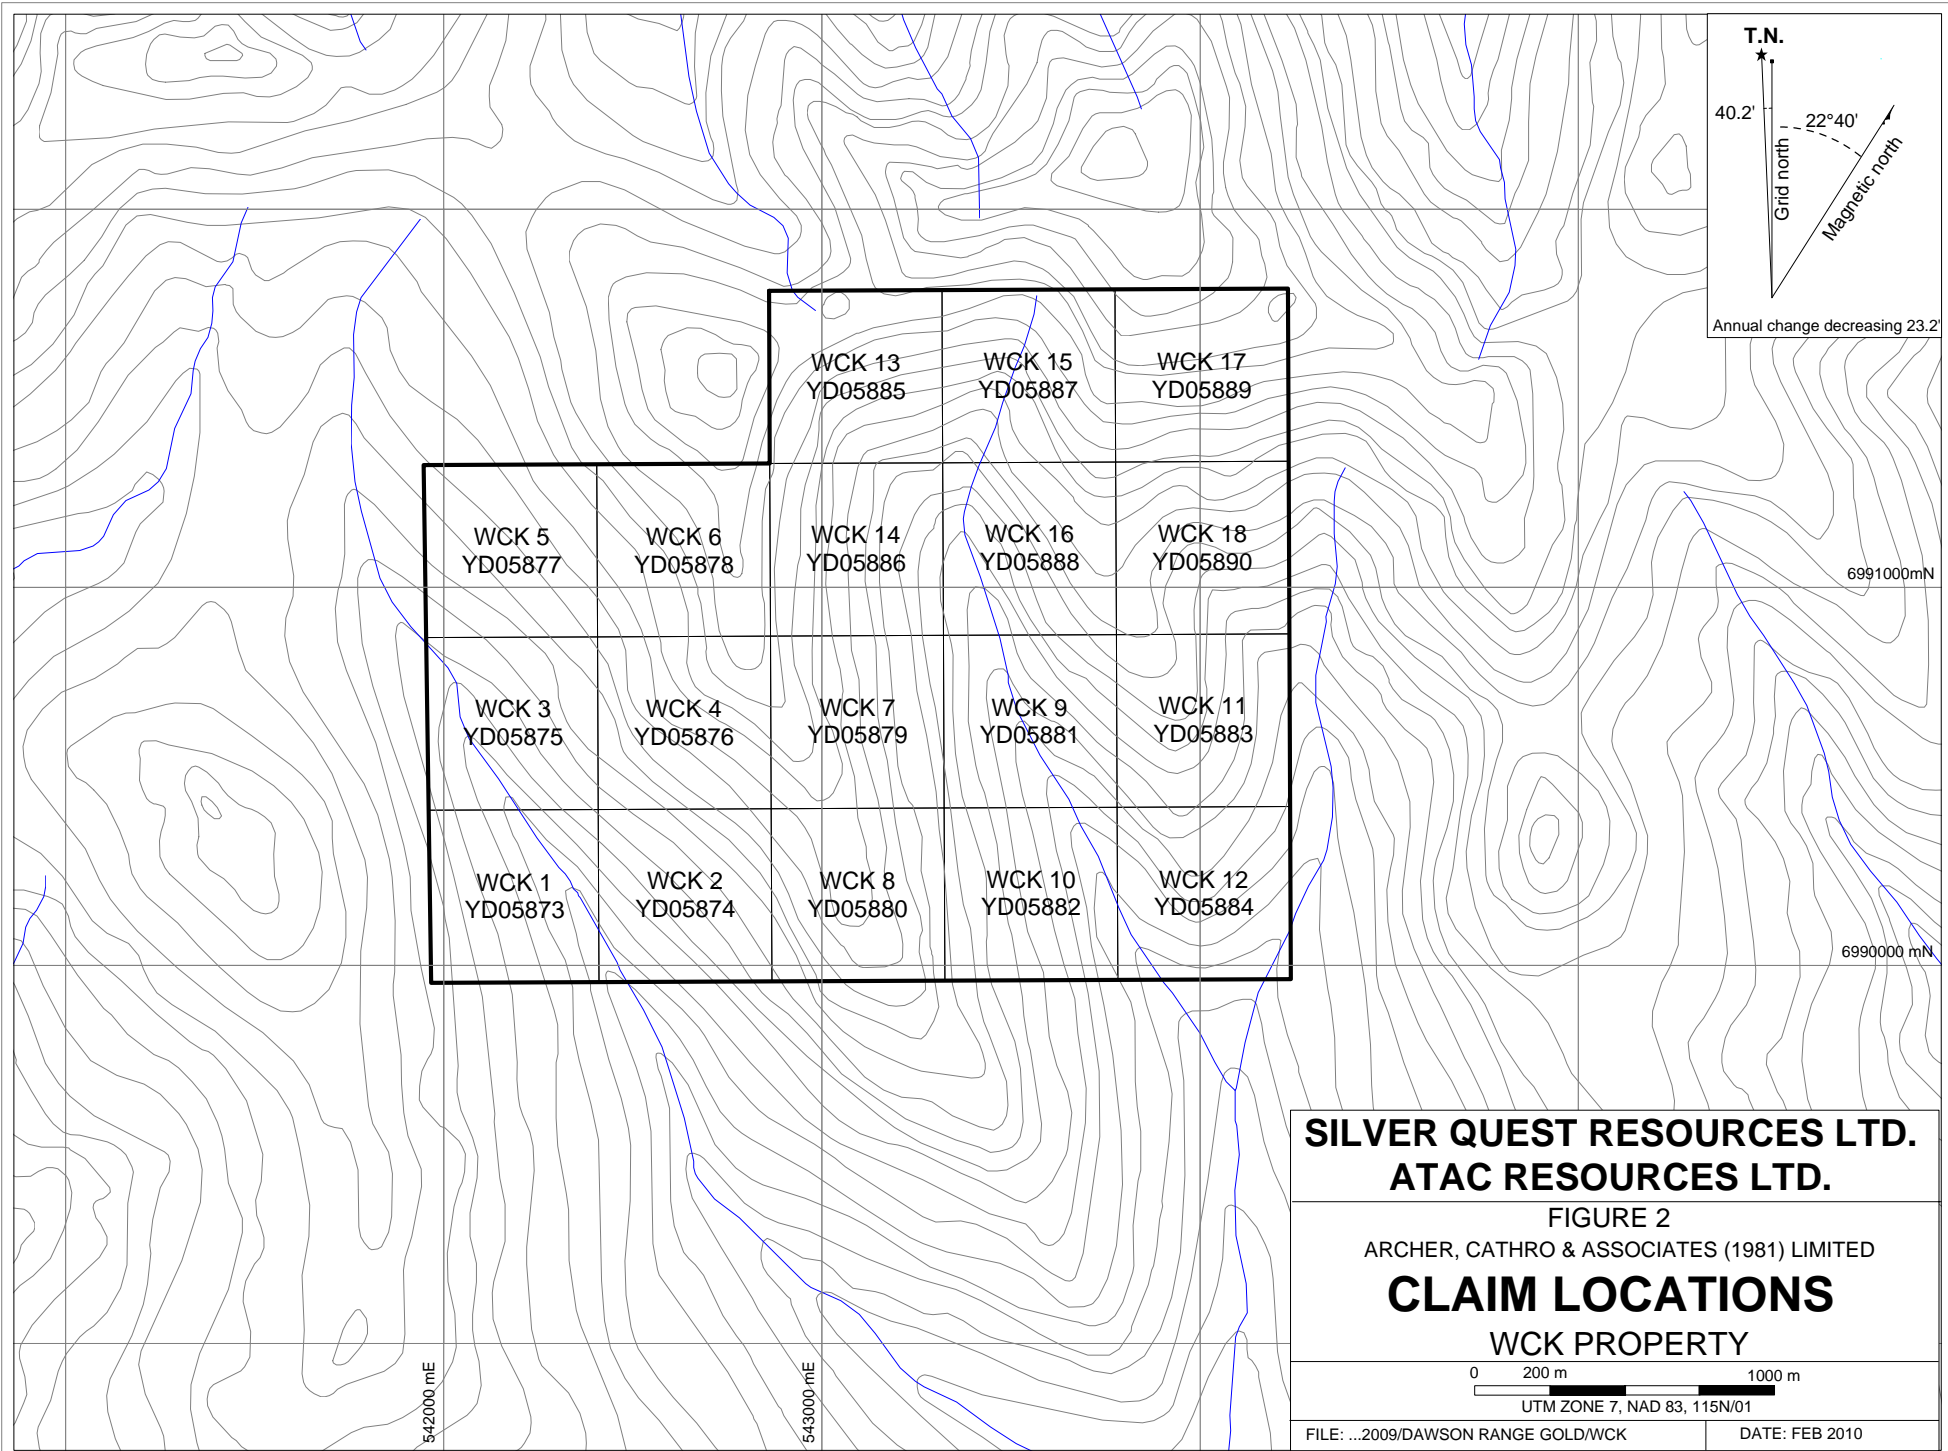 T.N.
40.2'
22°40'
Grid north
Magnetic north
Annual change decreasing 23.2'
WCK 13
YD05885
WCK 15
YD05887
WCK 17
YD05889
WCK 5
YD05877
WCK 6
YD05878
WCK 14
YD05886
WCK 16
YD05888
WCK 18
YD05890
6991000mN
WCK 3
YD05875
WCK 4
YD05876
WCK 7
YD05879
WCK 9
YD05881
WCK 11
YD05883
WCK 1
YD05873
WCK 2
YD05874
WCK 8
YD05880
WCK 10
YD05882
WCK 12
YD05884
6990000 mN
542000 mE
543000 mE
SILVER QUEST RESOURCES LTD.
ATAC RESOURCES LTD.
FIGURE 2
ARCHER, CATHRO & ASSOCIATES (1981) LIMITED
CLAIM LOCATIONS
WCK PROPERTY
0 200 m 1000 m
UTM ZONE 7, NAD 83, 115N/01
FILE: ...2009/DAWSON RANGE GOLD/WCK
DATE: FEB 2010